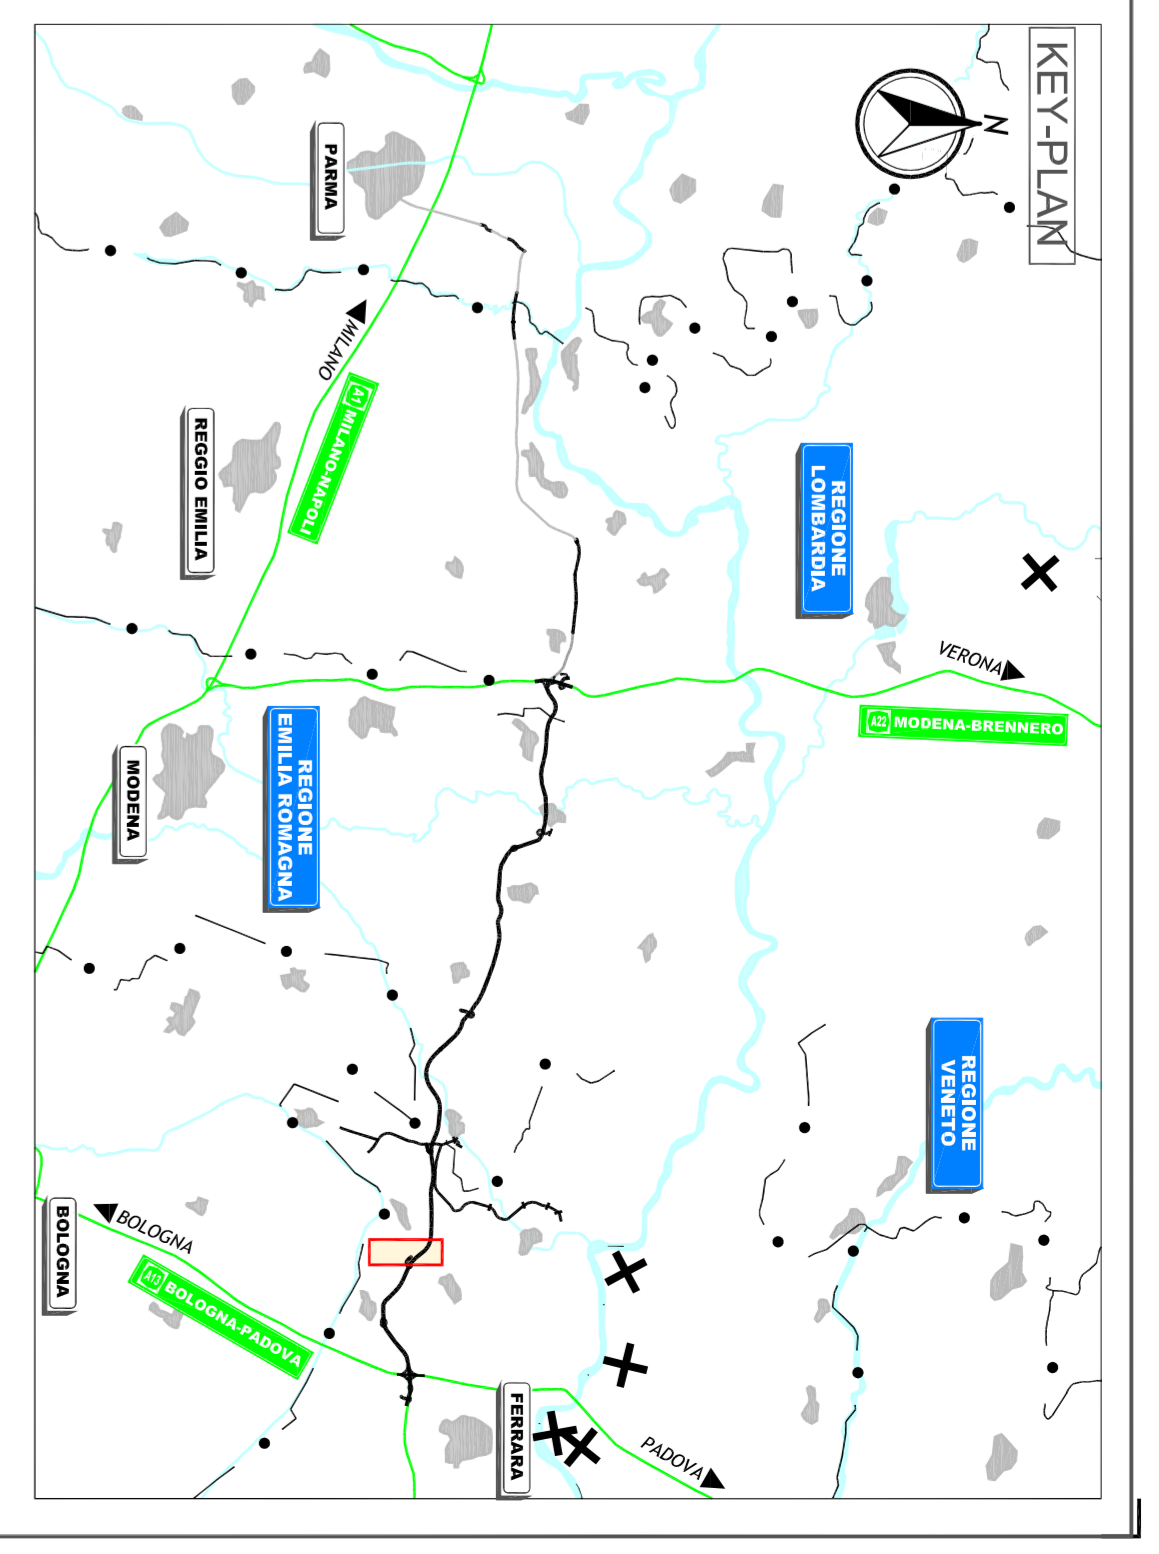 KEY-PLAN
N
PARMA
MILANO
A1 MILANO-NAPOLI
REGGIO EMILIA
REGIONE
LOMBARDIA
VERONA
A22 MODENA-BRENNERO
REGIONE
EMILIA ROMAGNA
MODENA
REGIONE
VENETO
BOLOGNA
BOLOGNA
A13 BOLOGNA-PADOVA
FERRARA
PADOVA